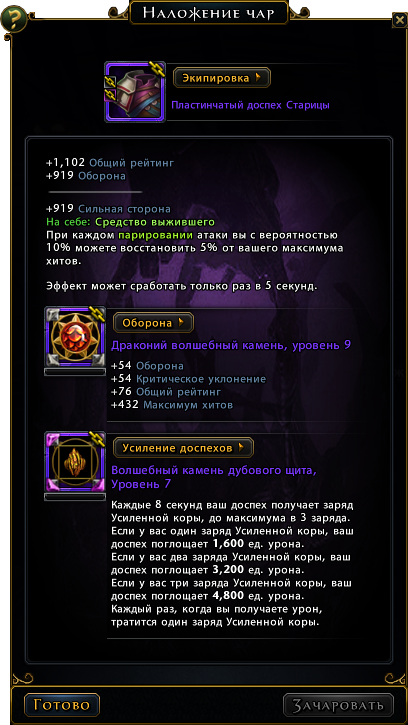 Наложение чар
?
Экипировка
Пластинчатый доспех Старицы
+1,102 Общий рейтинг
+919 Оборона
+919 Сильная сторона
На себе: Средство выжившего
При каждом парировании атаки вы с вероятностью
10% можете восстановить 5% от вашего максимума
хитов.
Эффект может сработать только раз в 5 секунд.
Оборона
Драконий волшебный камень, уровень 9
+54 Оборона
+54 Критическое уклонение
+76 Общий рейтинг
+432 Максимум хитов
Усиление доспехов
Волшебный камень дубового щита,
Уровень 7
Каждые 8 секунд ваш доспех получает заряд
Усиленной коры, до максимума в 3 заряда.
Если у вас один заряд Усиленной коры, ваш
доспех поглощает 1,600 ед. урона.
Если у вас два заряда Усиленной коры, ваш
доспех поглощает 3,200 ед. урона.
Если у вас три заряда Усиленной коры, ваш
доспех поглощает 4,800 ед. урона.
Каждый раз, когда вы получаете урон,
тратится один заряд Усиленной коры.
Готово
Зачаровать